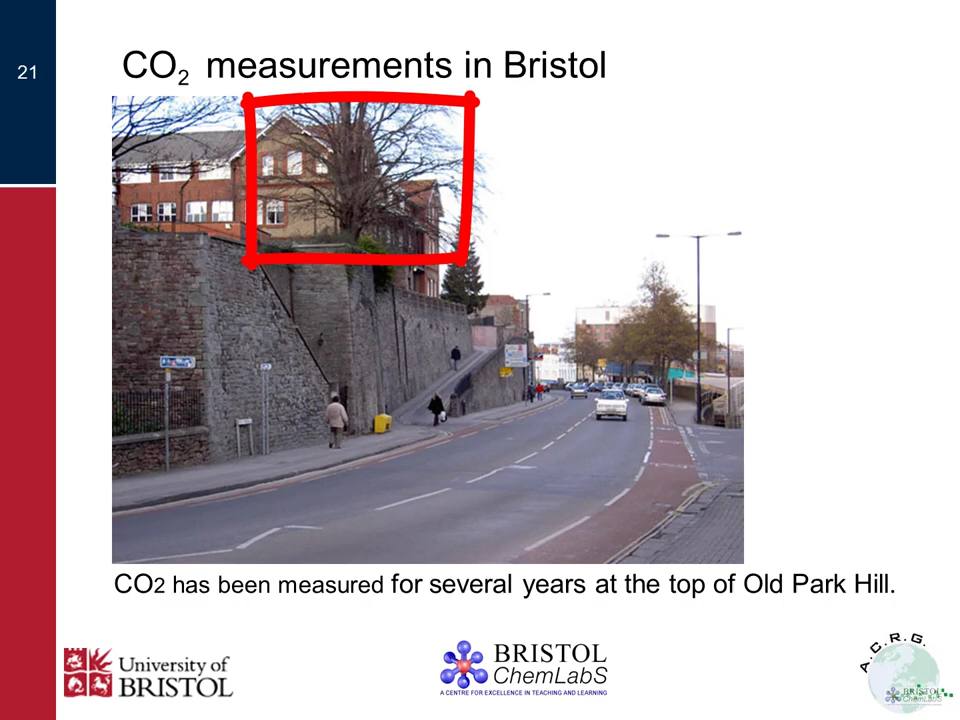 21
CO2 measurements in Bristol
CO2 has been measured for several years at the top of Old Park Hill.
University of
BRISTOL
BRISTOL
ChemLabS
A CENTRE FOR EXCELLENCE IN TEACHING AND LEARNING
A.C.R.G.
BRISTOL
ChemLabS